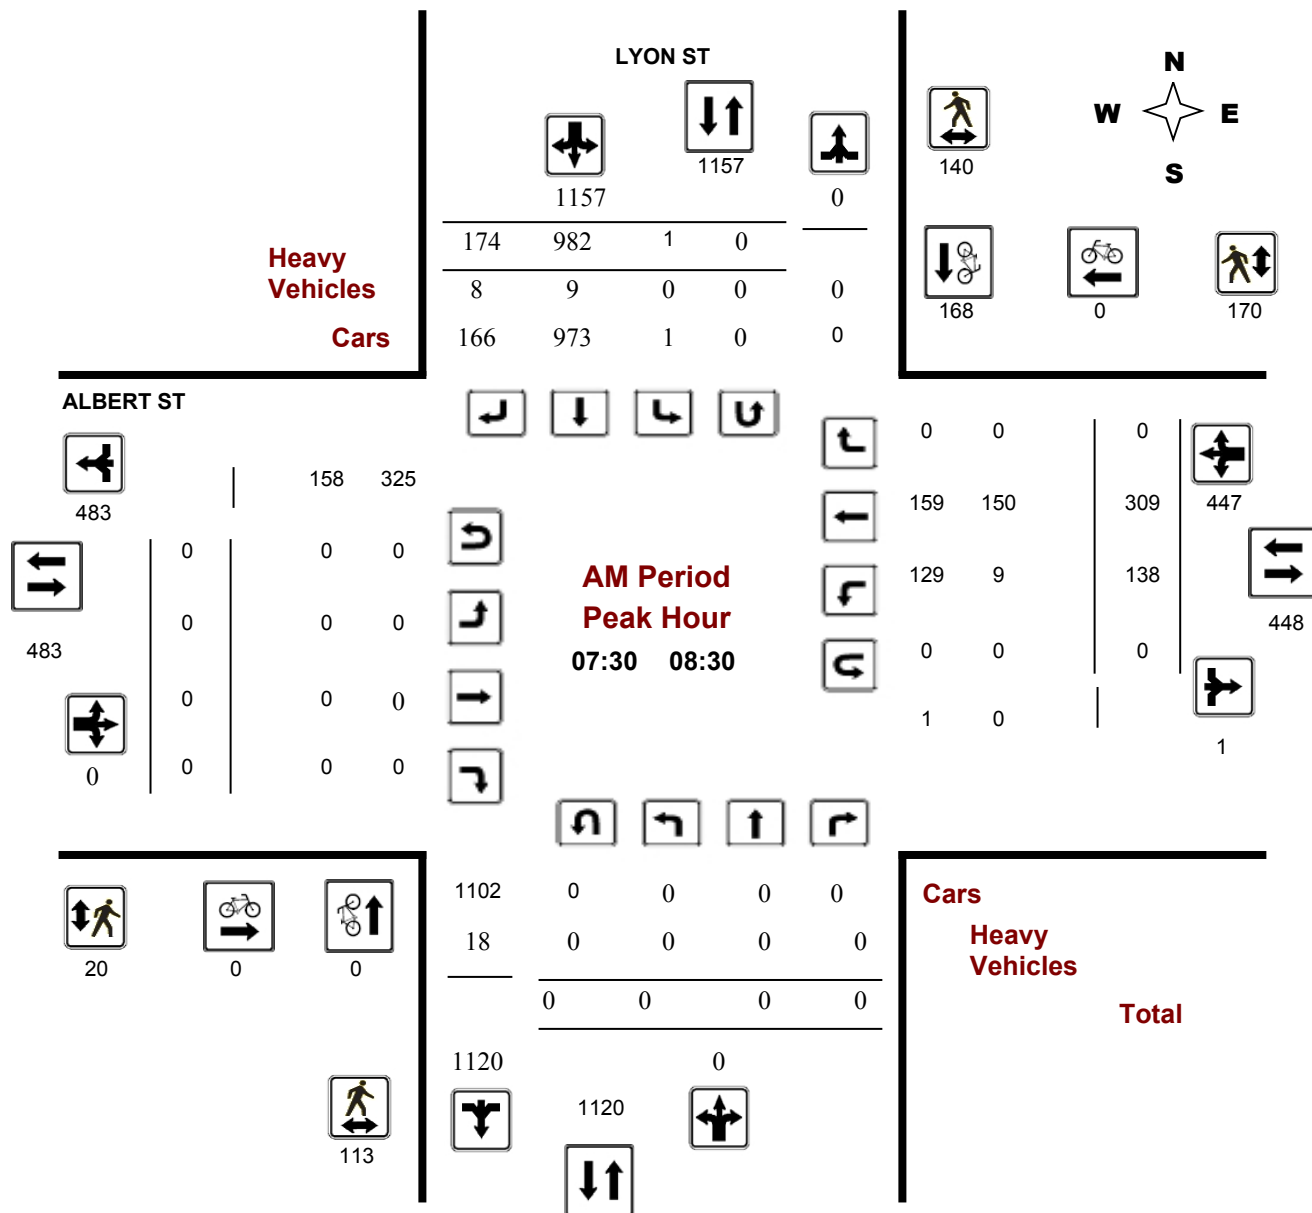 LYON ST
N
W E
S
1157
140
1157 0
174 982 1 0
Heavy
Vehicles
8 9 0 0 0
168 0 170
Cars
166 973 1 0 0
ALBERT ST
0 0 0
158 325
483
159 150 309 447
0 0 0
AM Period
Peak Hour
129 9 138
0 0 0
448
483
07:30 08:30
0 0 0
0 0 0
1 0
1
0
0 0 0
1102 0 0 0 0
Cars
18 0 0 0 0
Heavy
Vehicles
20 0 0
0 0 0 0
Total
1120 0
1120
113